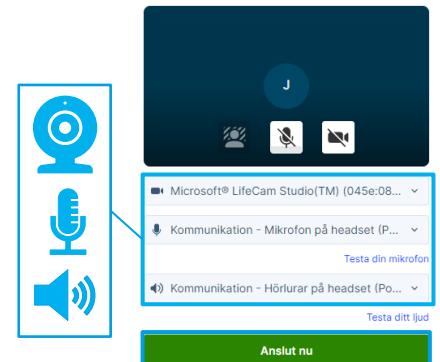 J
Microsoft® LifeCam Studio(TM) (045e:08...
Kommunikation - Mikrofon på headset (P...
Testa din mikrofon
Kommunikation - Hörlurar på headset (Po...
Testa ditt ljud
Anslut nu